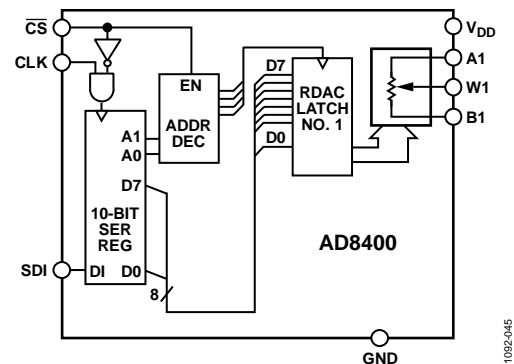 CS
CLK
EN
ADDR
DEC
A1
A0
D7
10-BIT
SER
REG
SDI
DI
D0
8
D7
D0
RDAC
LATCH
NO. 1
VDD
A1
W1
B1
AD8400
GND
1092-045